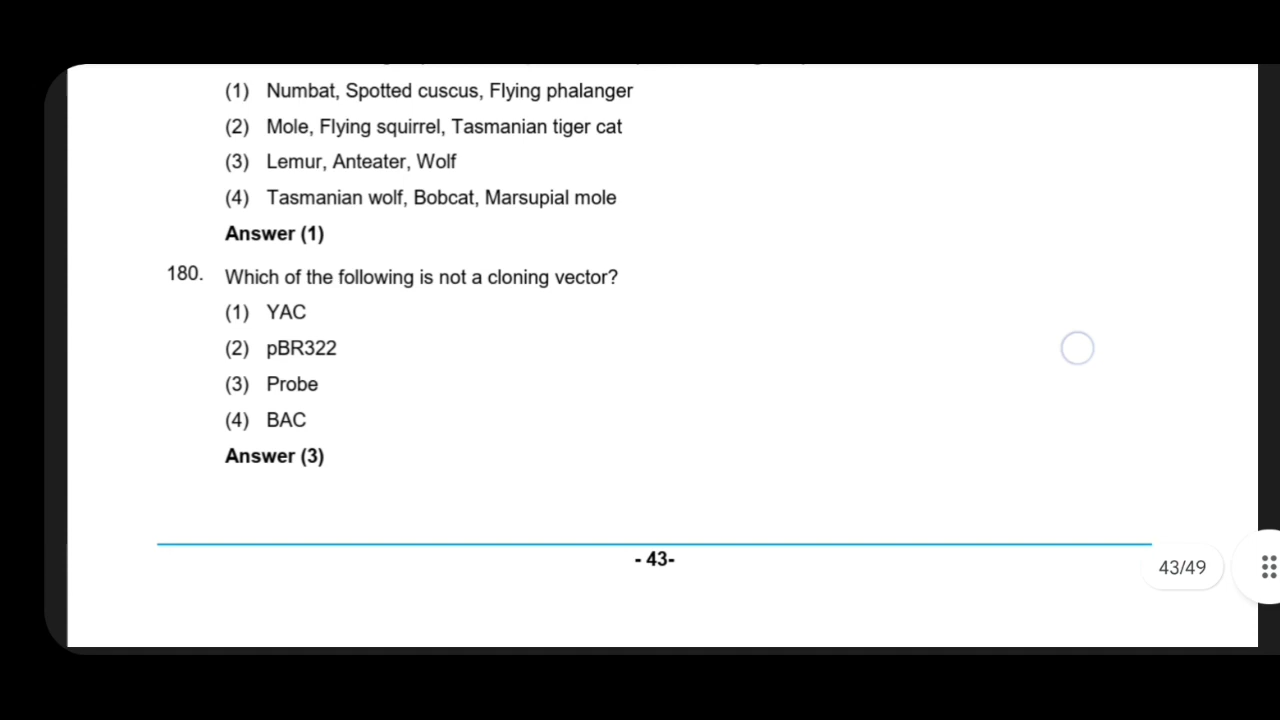 (1) Numbat, Spotted cuscus, Flying phalanger
(2) Mole, Flying squirrel, Tasmanian tiger cat
(3) Lemur, Anteater, Wolf
(4) Tasmanian wolf, Bobcat, Marsupial mole
Answer (1)
180. Which of the following is not a cloning vector?
(1) YAC
(2) pBR322
(3) Probe
(4) BAC
Answer (3)
- 43-
43/49